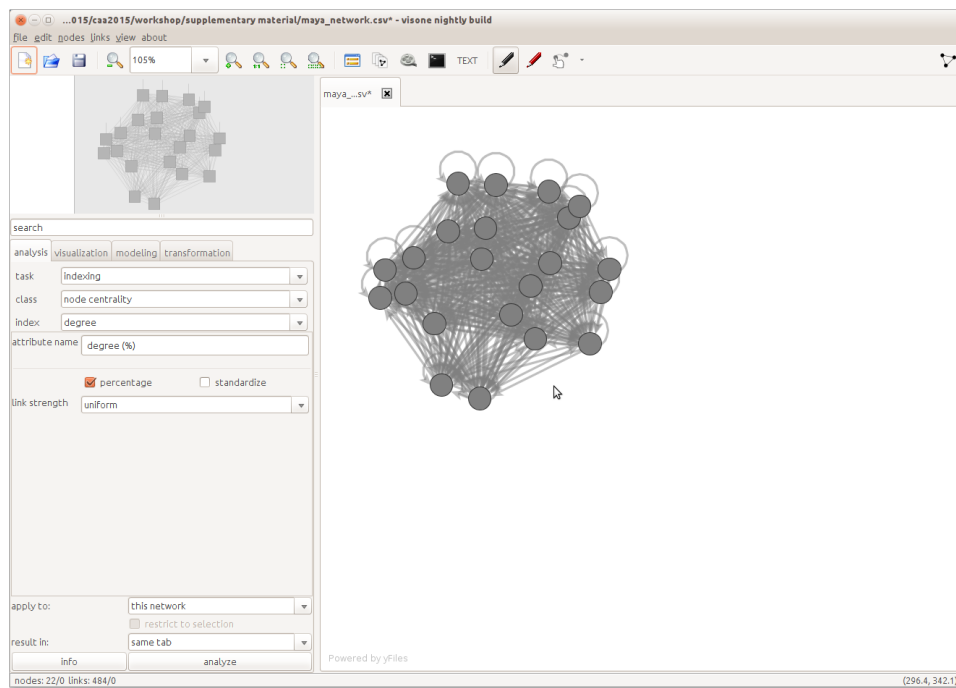 ...015/caa2015/workshop/supplementary material/maya_network.csv* - visone nightly build
file edit nodes links view about
105% TEXT
maya_...sv*
search
analysis visualization modeling transformation
task indexing
class node centrality
index degree
attribute name degree (%)
percentage standardize
link strength uniform
apply to: this network
restrict to selection
result in: same tab
info analyze
Powered by yFiles
nodes: 22/0 links: 484/0 (296.4, 342.1)